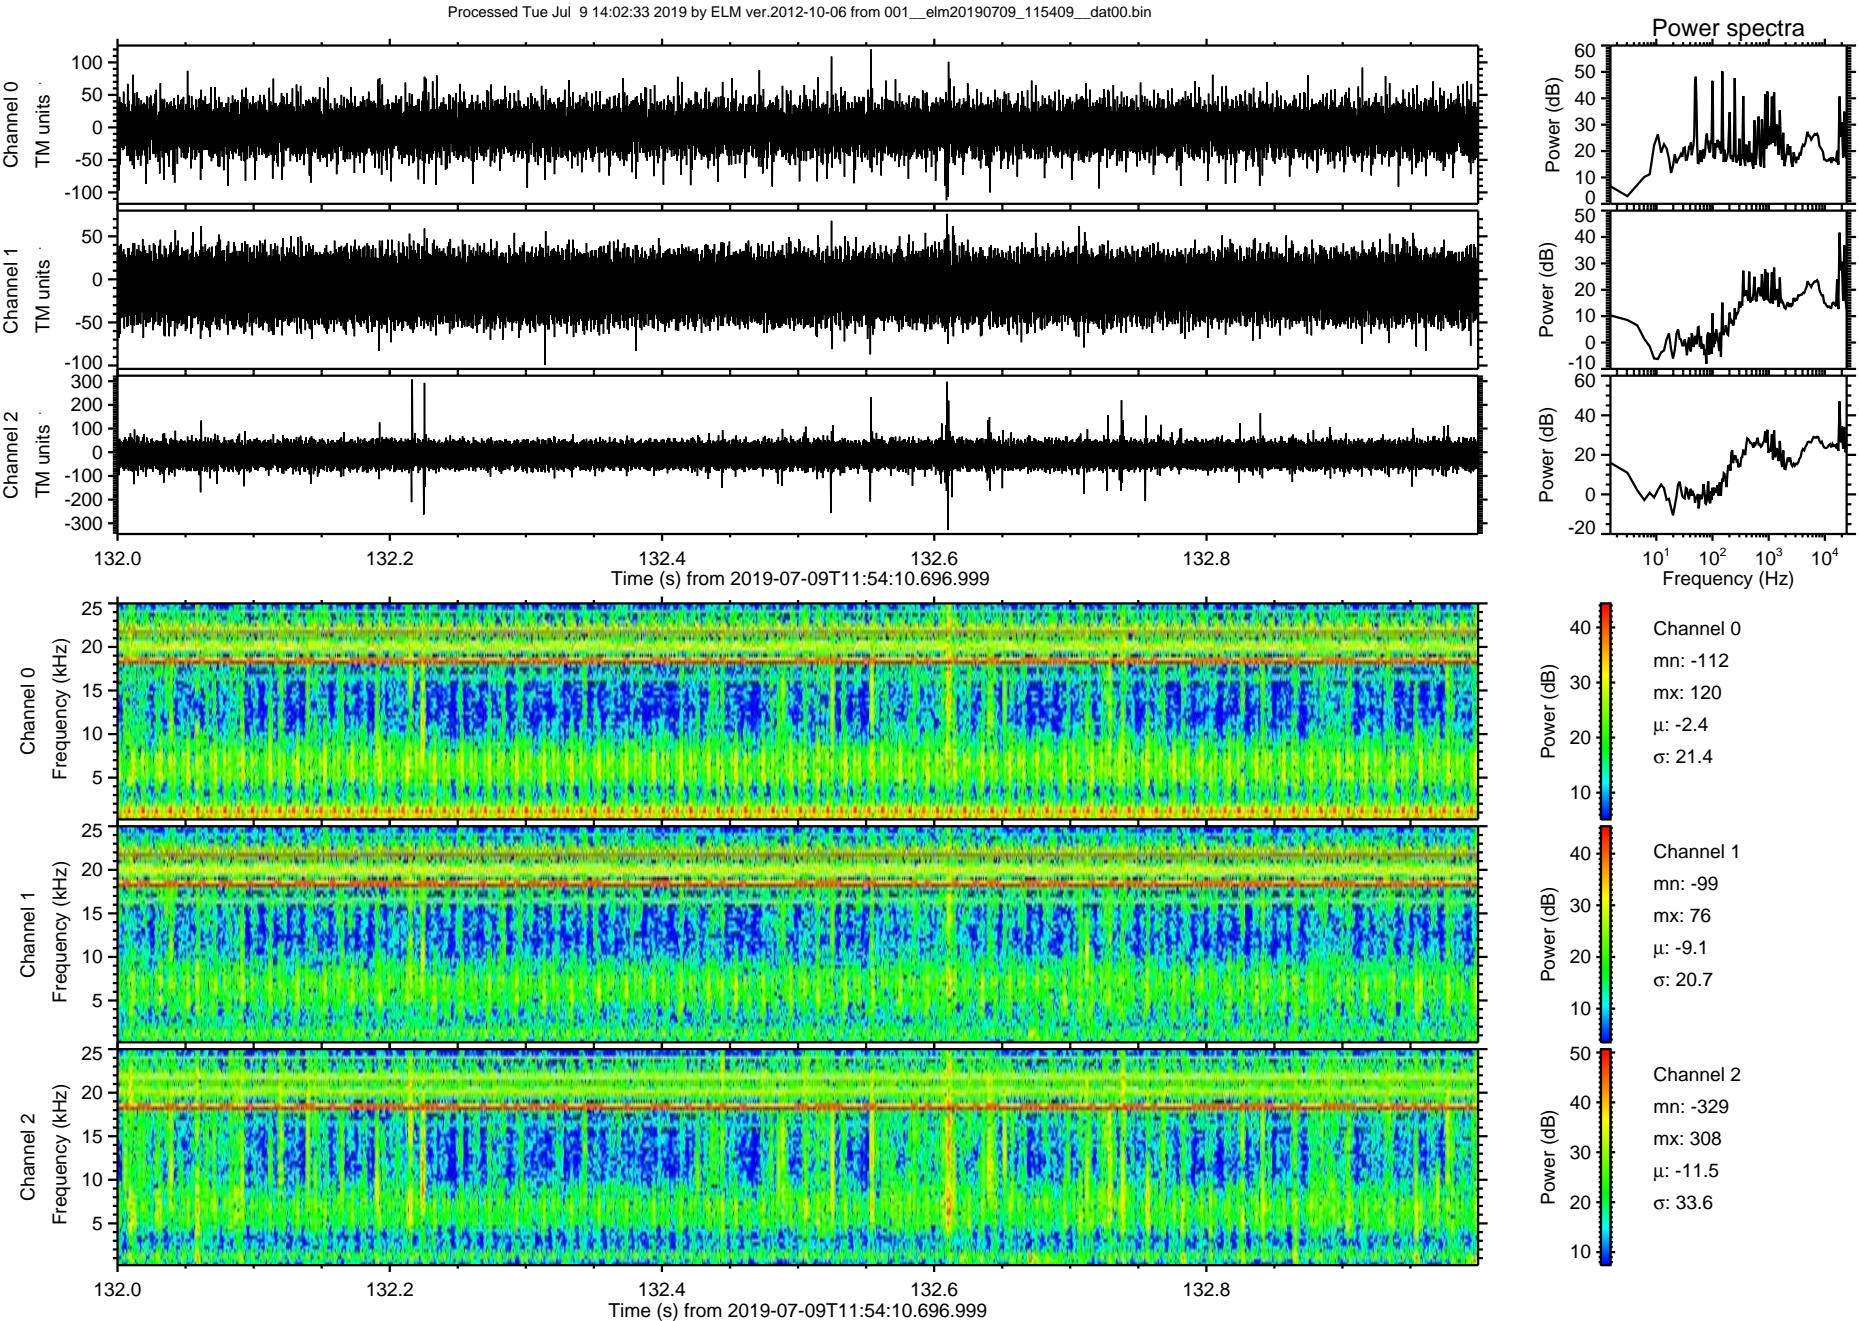 Processed Tue Jul 9 14:02:33 2019 by ELM ver.2012-10-06 from 001__elm20190709_115409__dat00.bin
Power spectra
Channel 0
TM units
100
50
0
-50
-100
Power (dB)
60
50
40
30
20
10
0
Channel 1
TM units
50
0
-50
-100
Power (dB)
50
40
30
20
10
0
-10
Channel 2
TM units
300
200
100
0
-100
-200
-300
Power (dB)
60
40
20
0
-20
132.0 132.2 132.4 132.6 132.8
Time (s) from 2019-07-09T11:54:10.696.999
10^1 10^2 10^3 10^4
Frequency (Hz)
Channel 0
Frequency (kHz)
25
20
15
10
5
Power (dB)
40
30
20
10
Channel 0
mn: -112
mx: 120
μ: -2.4
σ: 21.4
Channel 1
Frequency (kHz)
25
20
15
10
5
Power (dB)
40
30
20
10
Channel 1
mn: -99
mx: 76
μ: -9.1
σ: 20.7
Channel 2
Frequency (kHz)
25
20
15
10
5
Power (dB)
50
40
30
20
10
Channel 2
mn: -329
mx: 308
μ: -11.5
σ: 33.6
132.0 132.2 132.4 132.6 132.8
Time (s) from 2019-07-09T11:54:10.696.999